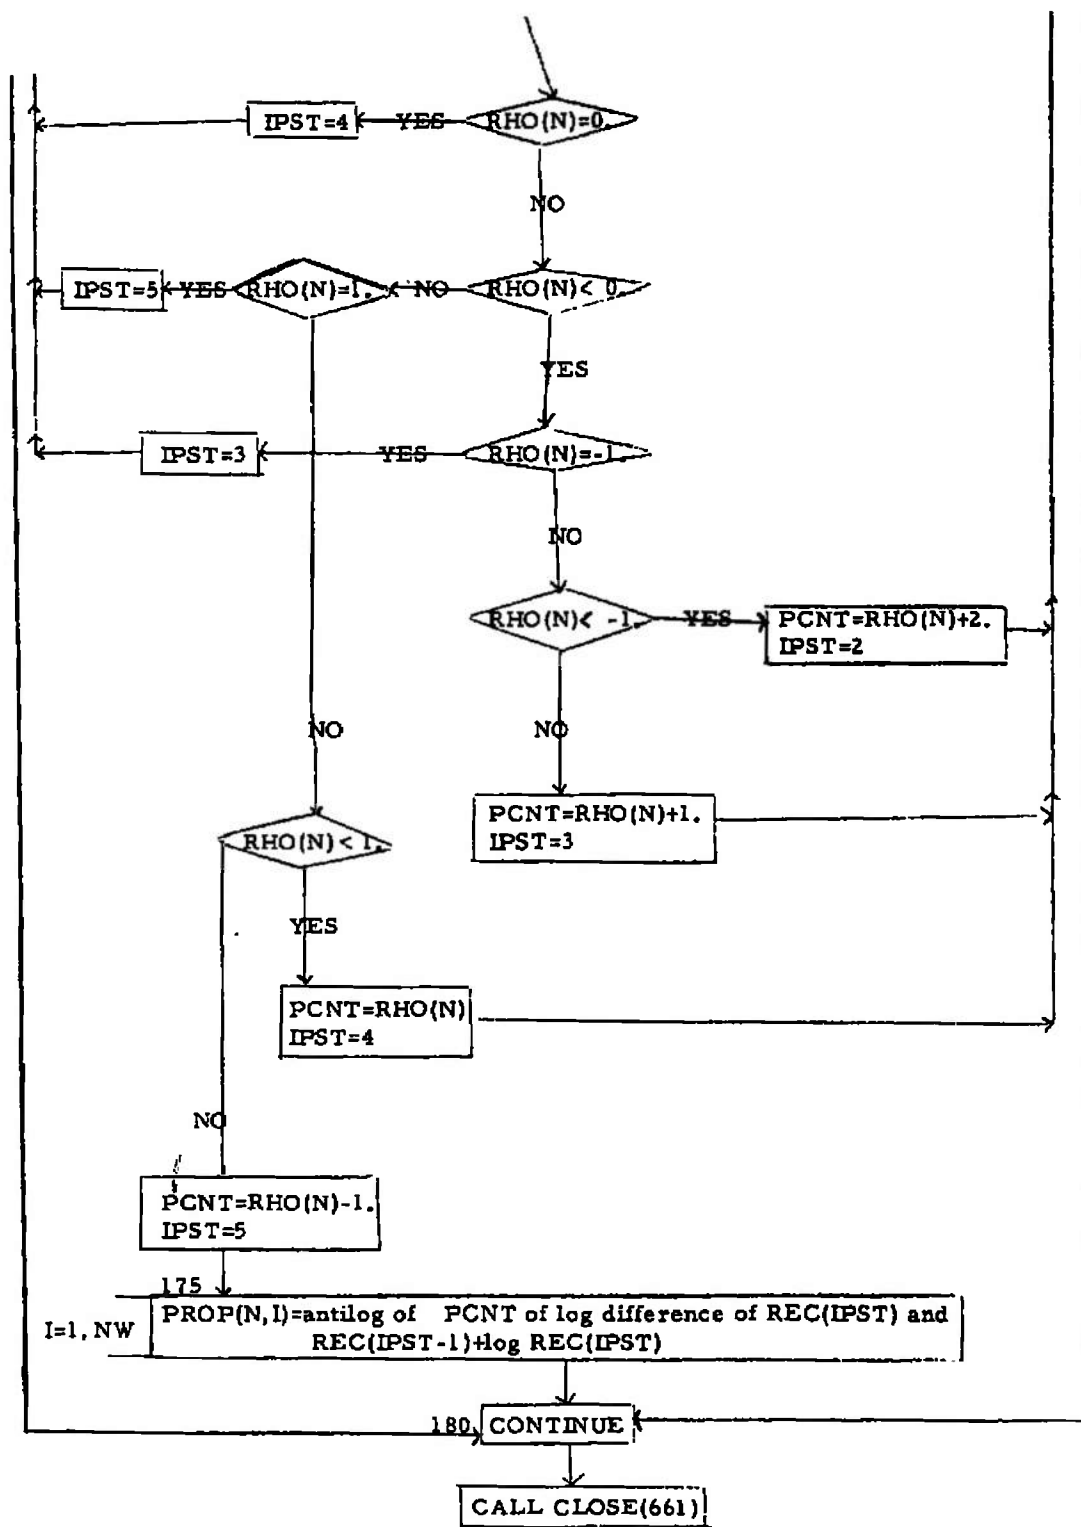 IPST=4
YES
RHO(N)=0.
NO
IPST=5
YES
RHO(N)=1.
NO
RHO(N)< 0.
YES
IPST=3
YES
RHO(N)=-1.
NO
RHO(N)< -1.
YES
PCNT=RHO(N)+2.
IPST=2
NO
NO
PCNT=RHO(N)+1.
IPST=3
RHO(N)< 1.
YES
PCNT=RHO(N)
IPST=4
NO
PCNT=RHO(N)-1.
IPST=5
175
I=1, NW
PROP(N,I)=antilog of PCNT of log difference of REC(IPST) and
REC(IPST-1)+log REC(IPST)
180
CONTINUE
CALL CLOSE(661)